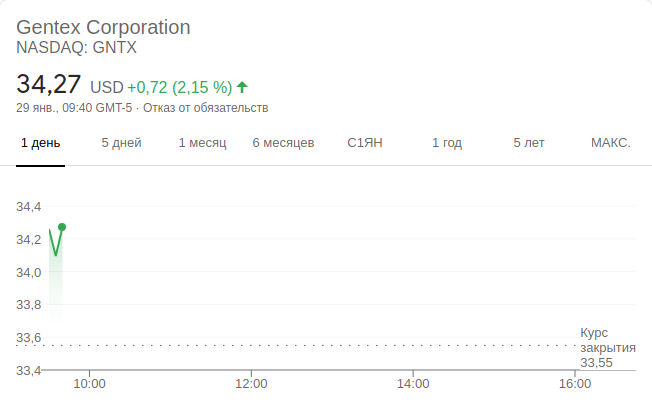 Gentex Corporation
NASDAQ: GNTX
34,27 USD +0,72 (2,15 %)
29 янв., 09:40 GMT-5 · Отказ от обязательств
1 день 5 дней 1 месяц 6 месяцев С1ЯН 1 год 5 лет МАКС.
34,4
34,2
34,0
33,8
33,6
33,4
Курс
закрытия
33,55
10:00 12:00 14:00 16:00